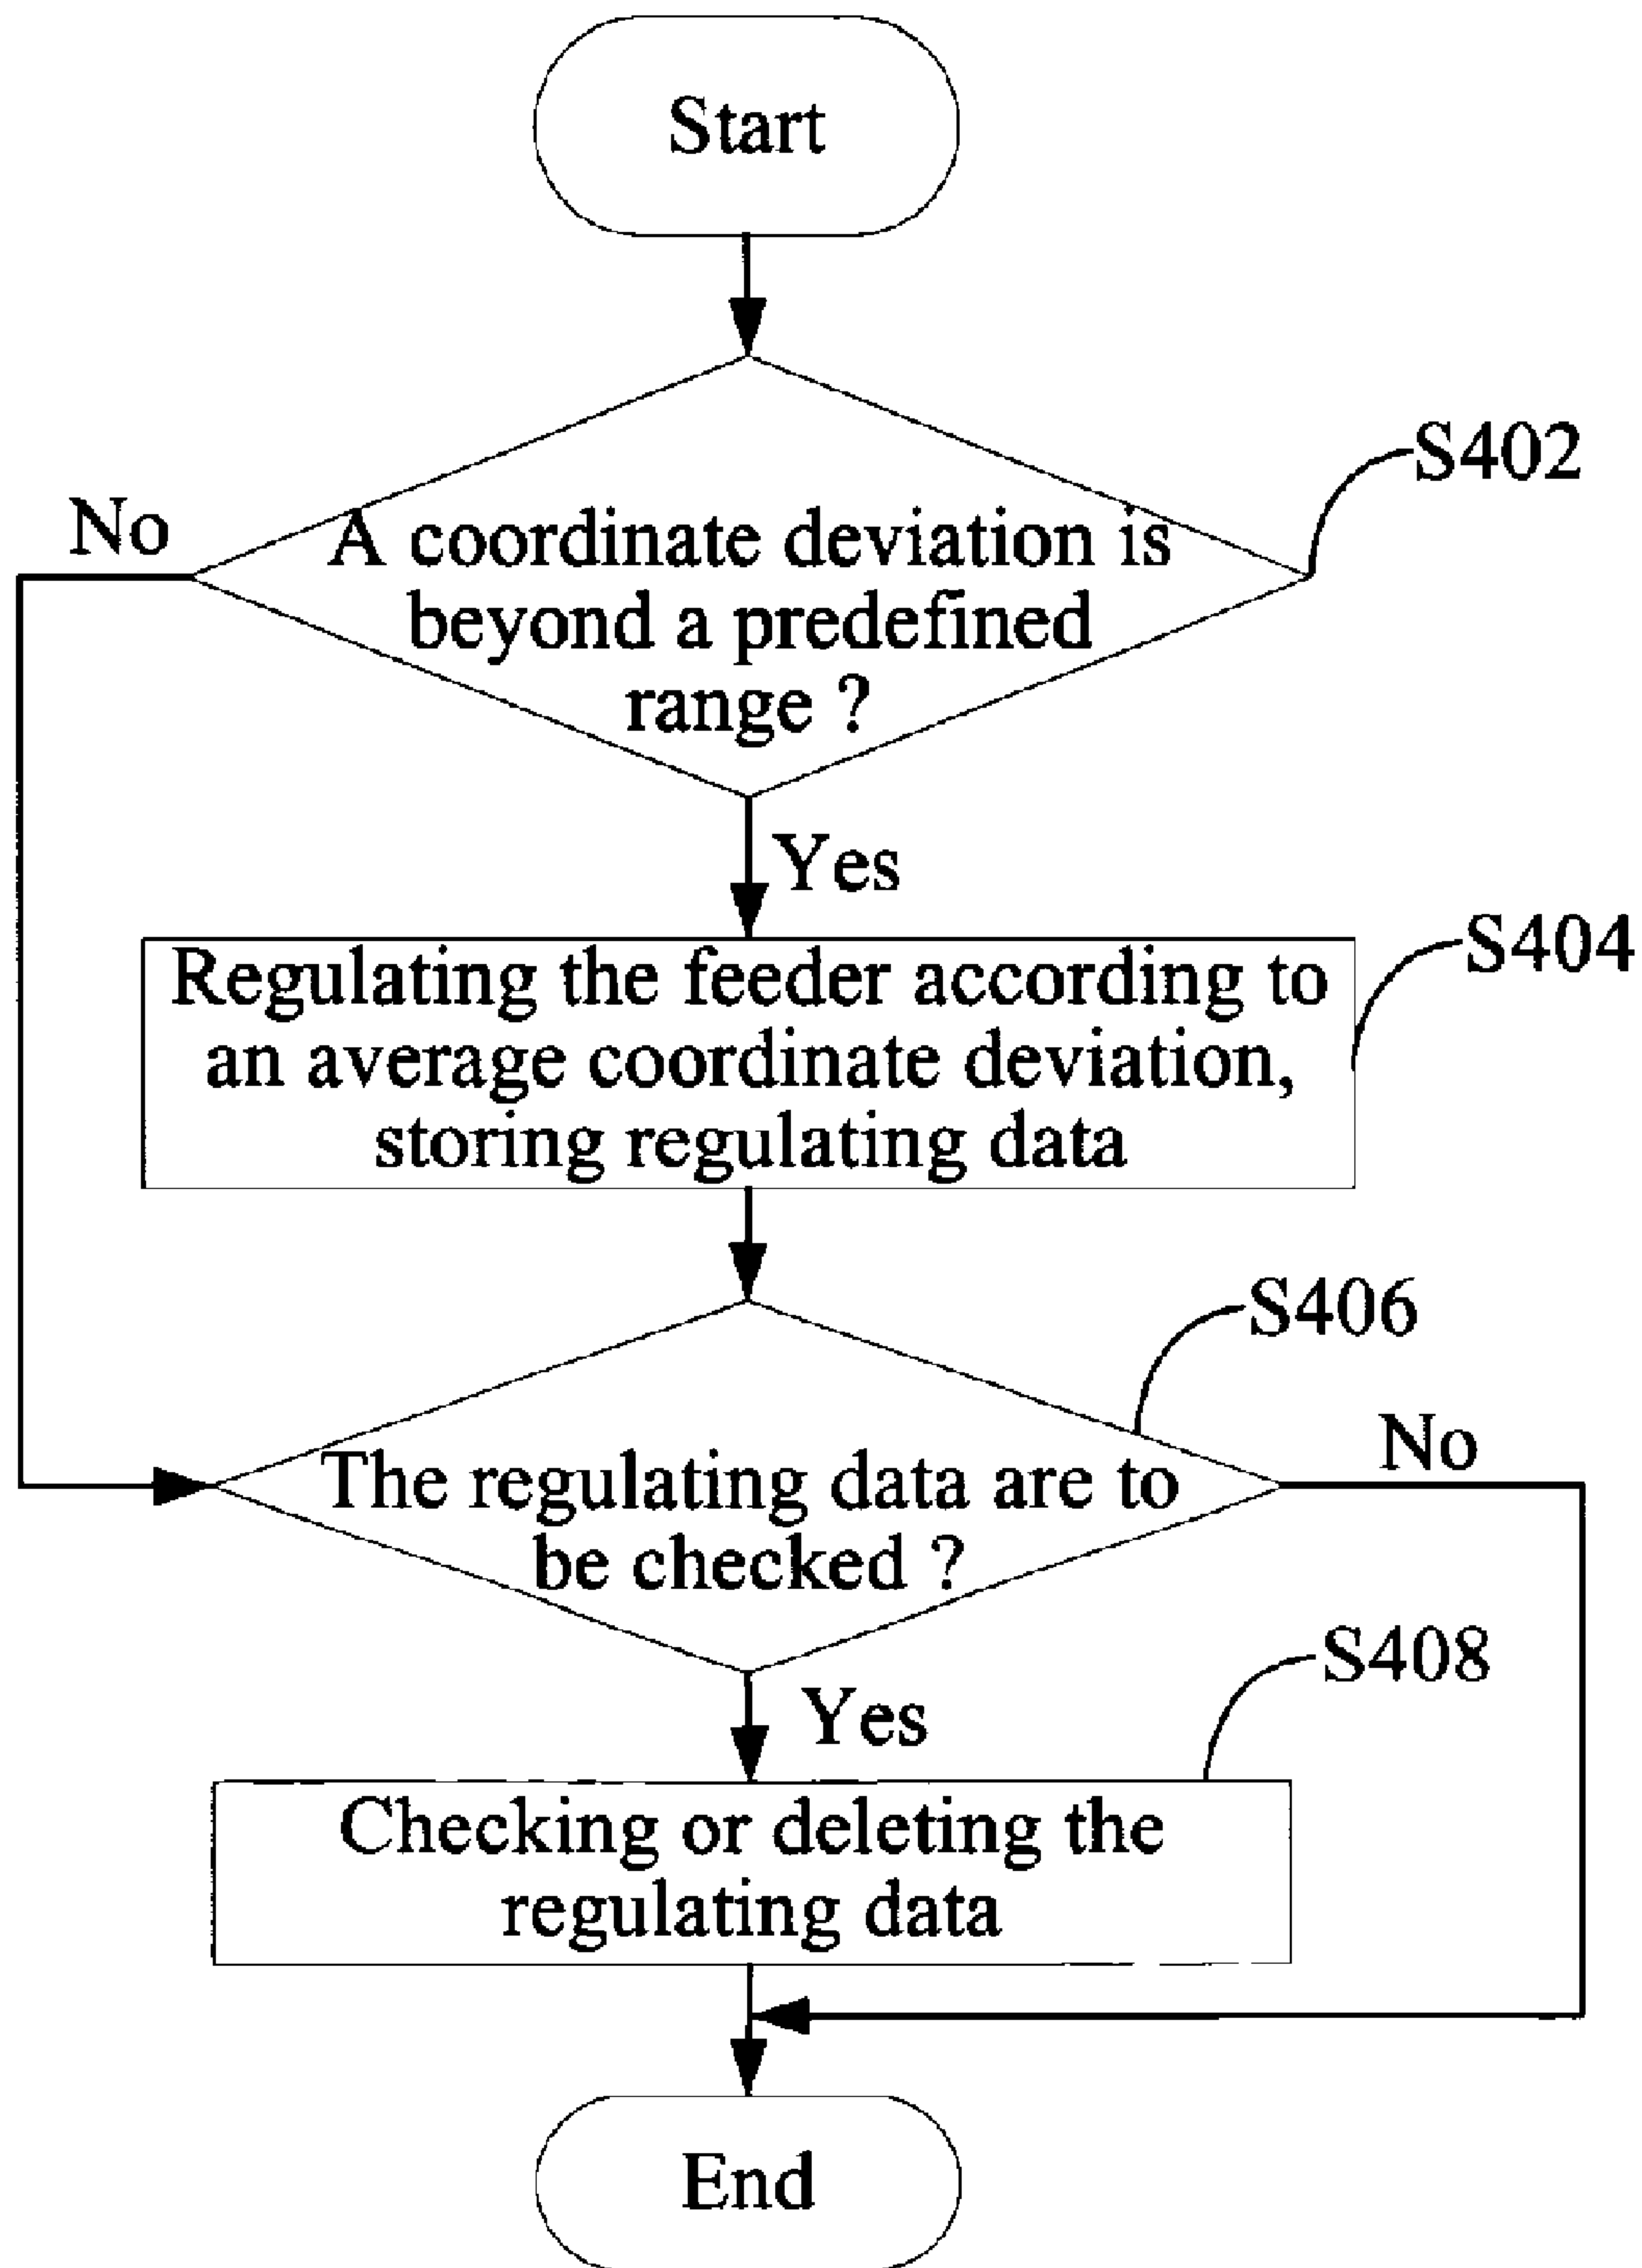 Start
S402
No
A coordinate deviation is
beyond a predefined
range ?
Yes
S404
Regulating the feeder according to
an average coordinate deviation,
storing regulating data
S406
No
The regulating data are to
be checked ?
S408
Yes
Checking or deleting the
regulating data
End